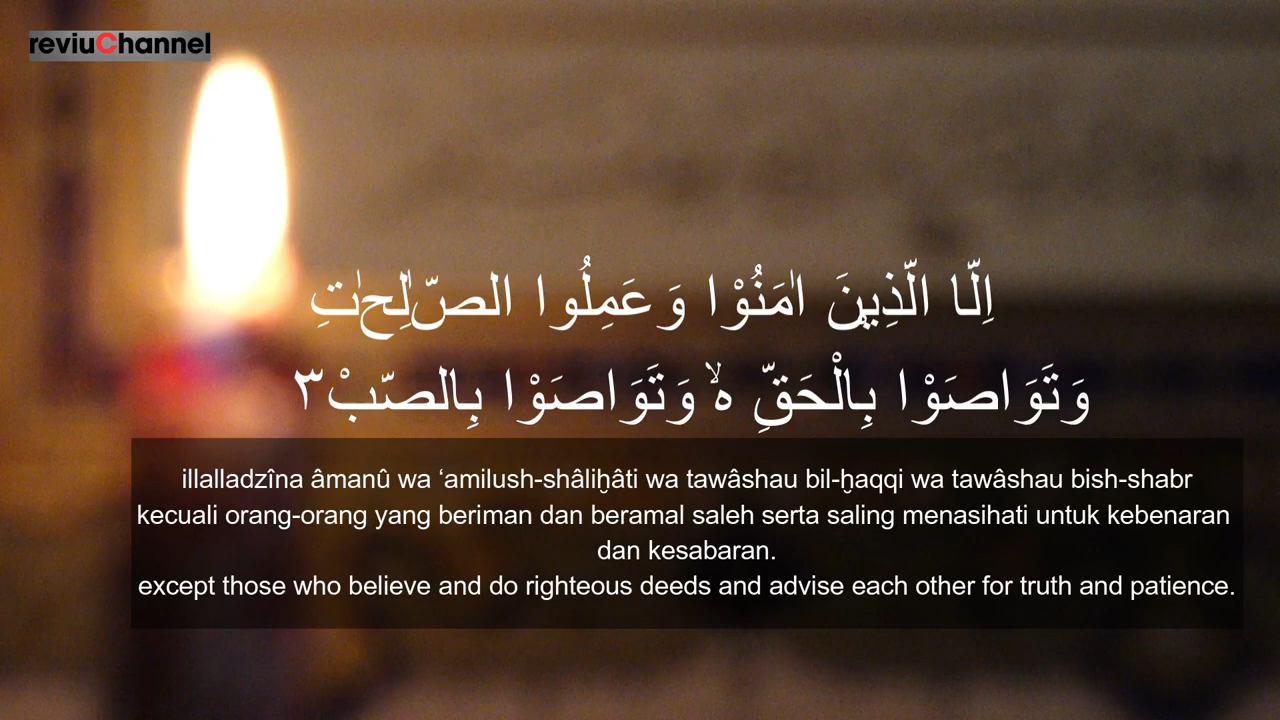 reviuChannel
اِلَّا الَّذِيْنَ اٰمَنُوْا وَعَمِلُوا الصّٰلِحٰتِ
وَتَوَاصَوْا بِالْحَقِّ ەۙ وَتَوَاصَوْا بِالصّبْ ٣
illalladzîna âmanû wa ‘amilush-shâliḫâti wa tawâshau bil-ḫaqqi wa tawâshau bish-shabr
kecuali orang-orang yang beriman dan beramal saleh serta saling menasihati untuk kebenaran
dan kesabaran.
except those who believe and do righteous deeds and advise each other for truth and patience.